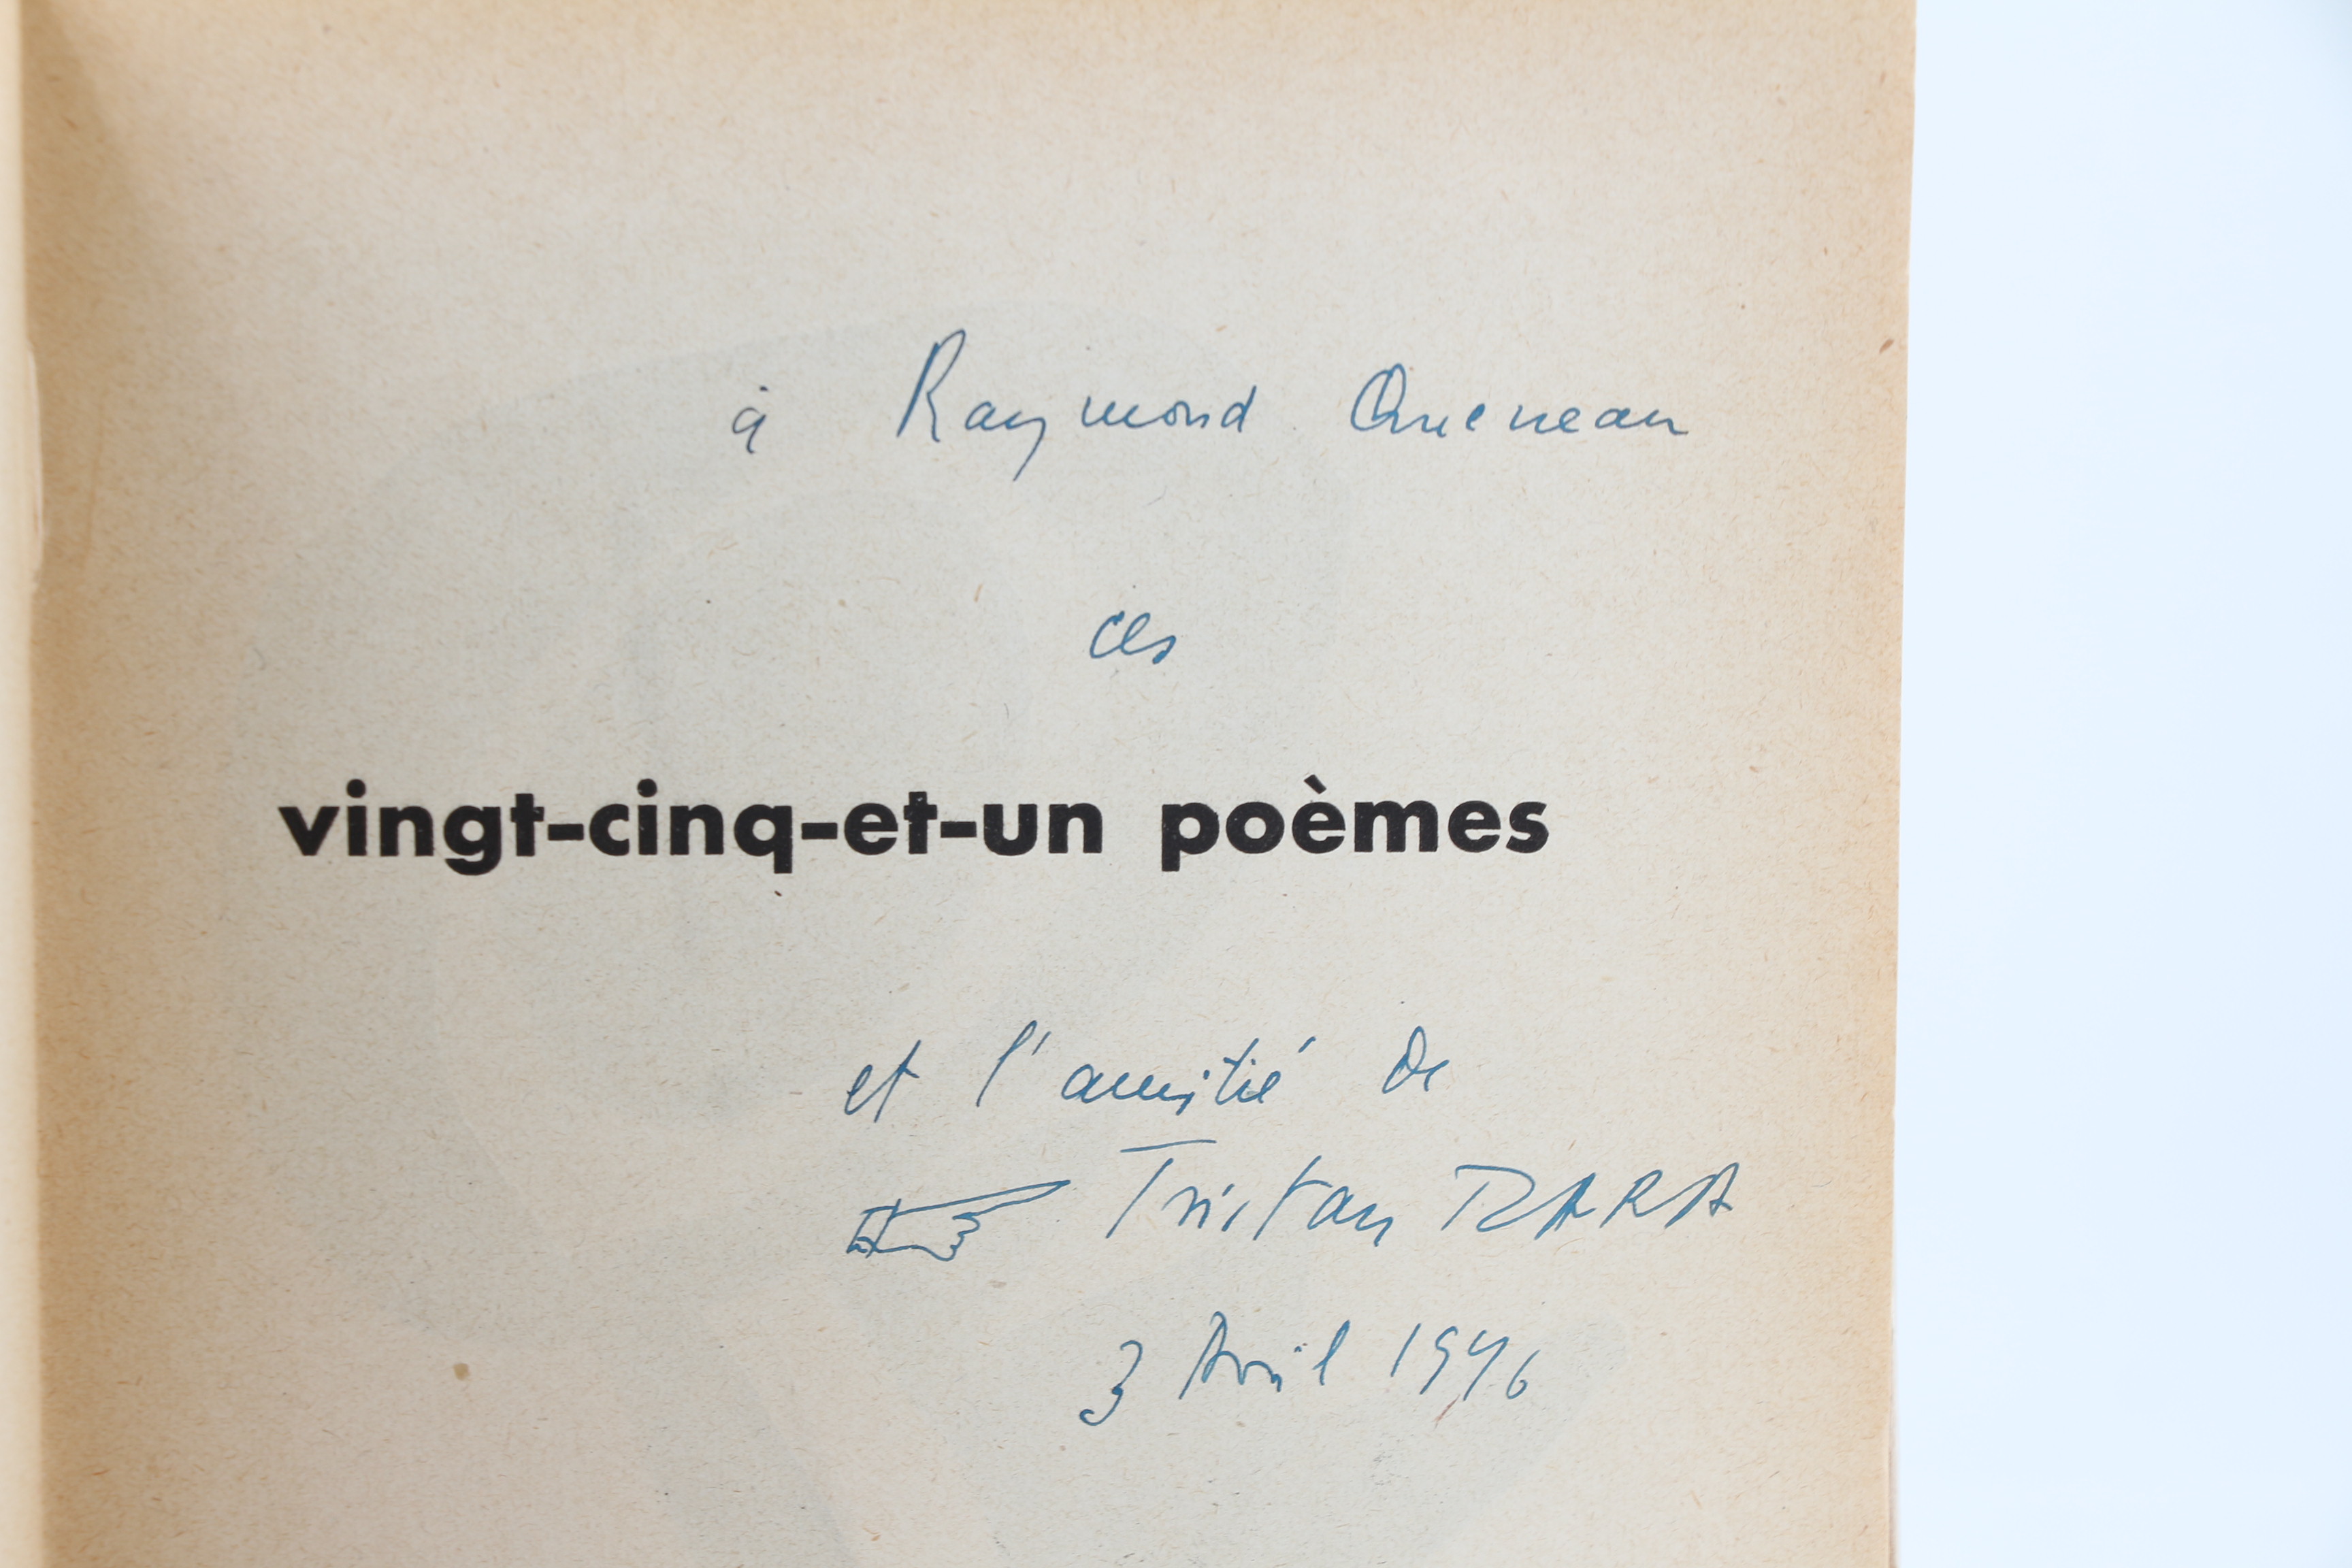 à Raymond Queneau
ces
vingt-cinq-et-un poèmes
et l'amitié de
Tristan TZARA
3 Avril 1946